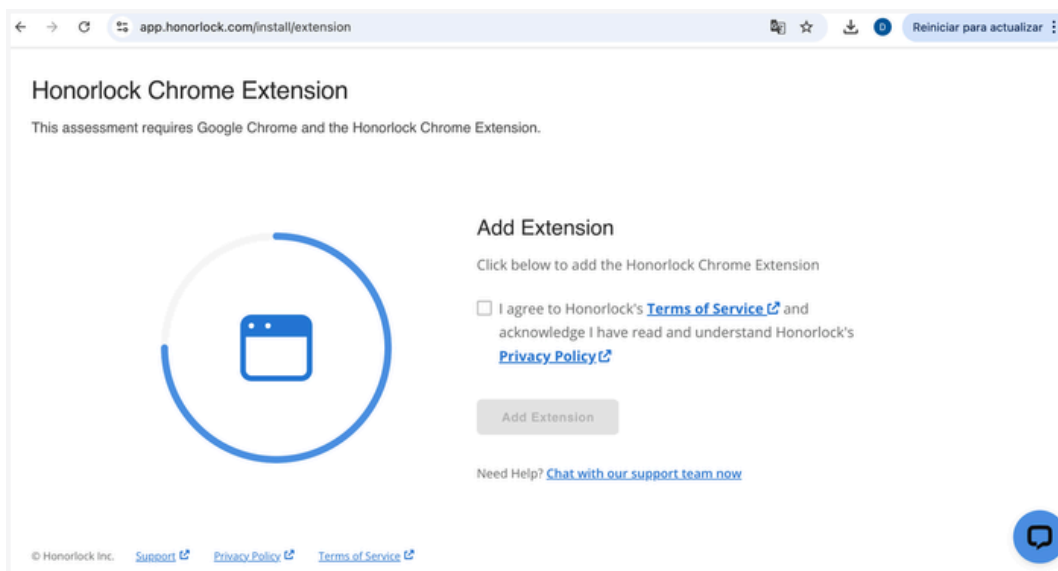 app.honorlock.com/install/extension
D
Reiniciar para actualizar
Honorlock Chrome Extension
This assessment requires Google Chrome and the Honorlock Chrome Extension.
Add Extension
Click below to add the Honorlock Chrome Extension
I agree to Honorlock's Terms of Service and
acknowledge I have read and understand Honorlock's
Privacy Policy
Add Extension
Need Help? Chat with our support team now
© Honorlock Inc. Support Privacy Policy Terms of Service